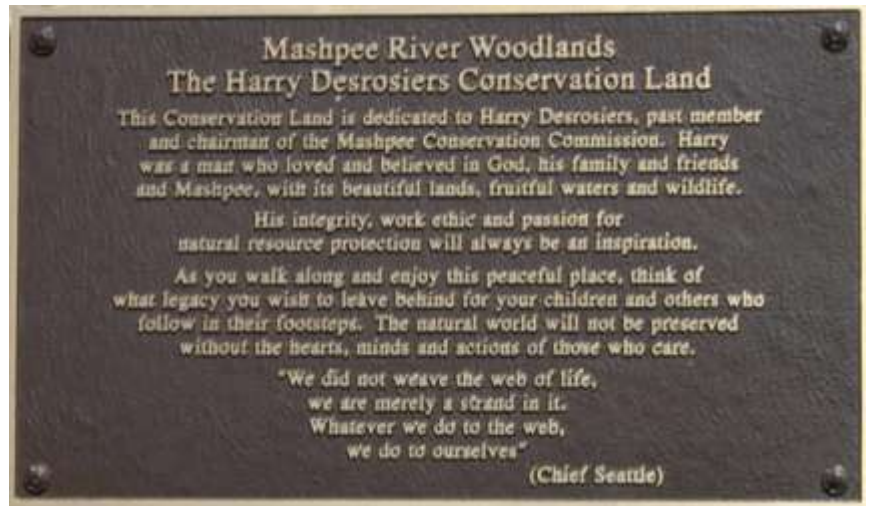 Mashpee River Woodlands
The Harry Desrosiers Conservation Land
This Conservation Land is dedicated to Harry Desrosiers, past member
and chairman of the Mashpee Conservation Commission. Harry
was a man who loved and believed in God, his family and friends
and Mashpee, with its beautiful lands, fruitful waters and wildlife.
His integrity, work ethic and passion for
natural resource protection will always be an inspiration.
As you walk along and enjoy this peaceful place, think of
what legacy you wish to leave behind for your children and others who
follow in their footsteps. The natural world will not be preserved
without the hearts, minds and actions of those who care.
"We did not weave the web of life,
we are merely a strand in it.
Whatever we do to the web,
we do to ourselves"
(Chief Seattle)